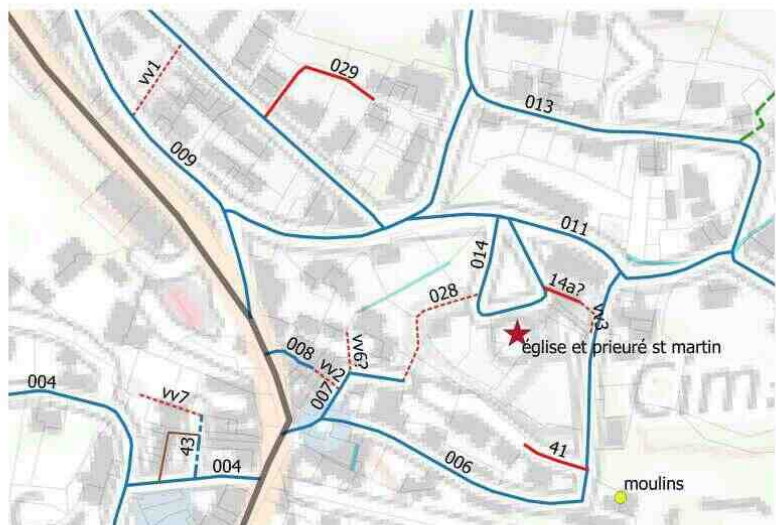 vv1
029
013
009
011
014
028
14a?
vv3
008
vv6?
vv2
007
église et prieuré st martin
004
vv7
43
004
006
41
cim.
moulins